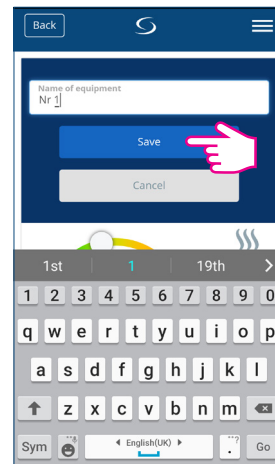 Back
Name of equipment
Nr 1
Save
Cancel
1st 1 19th
1 2 3 4 5 6 7 8 9 0
q w e r t y u i o p
a s d f g h j k l
z x c v b n m
Sym English(UK) . Go